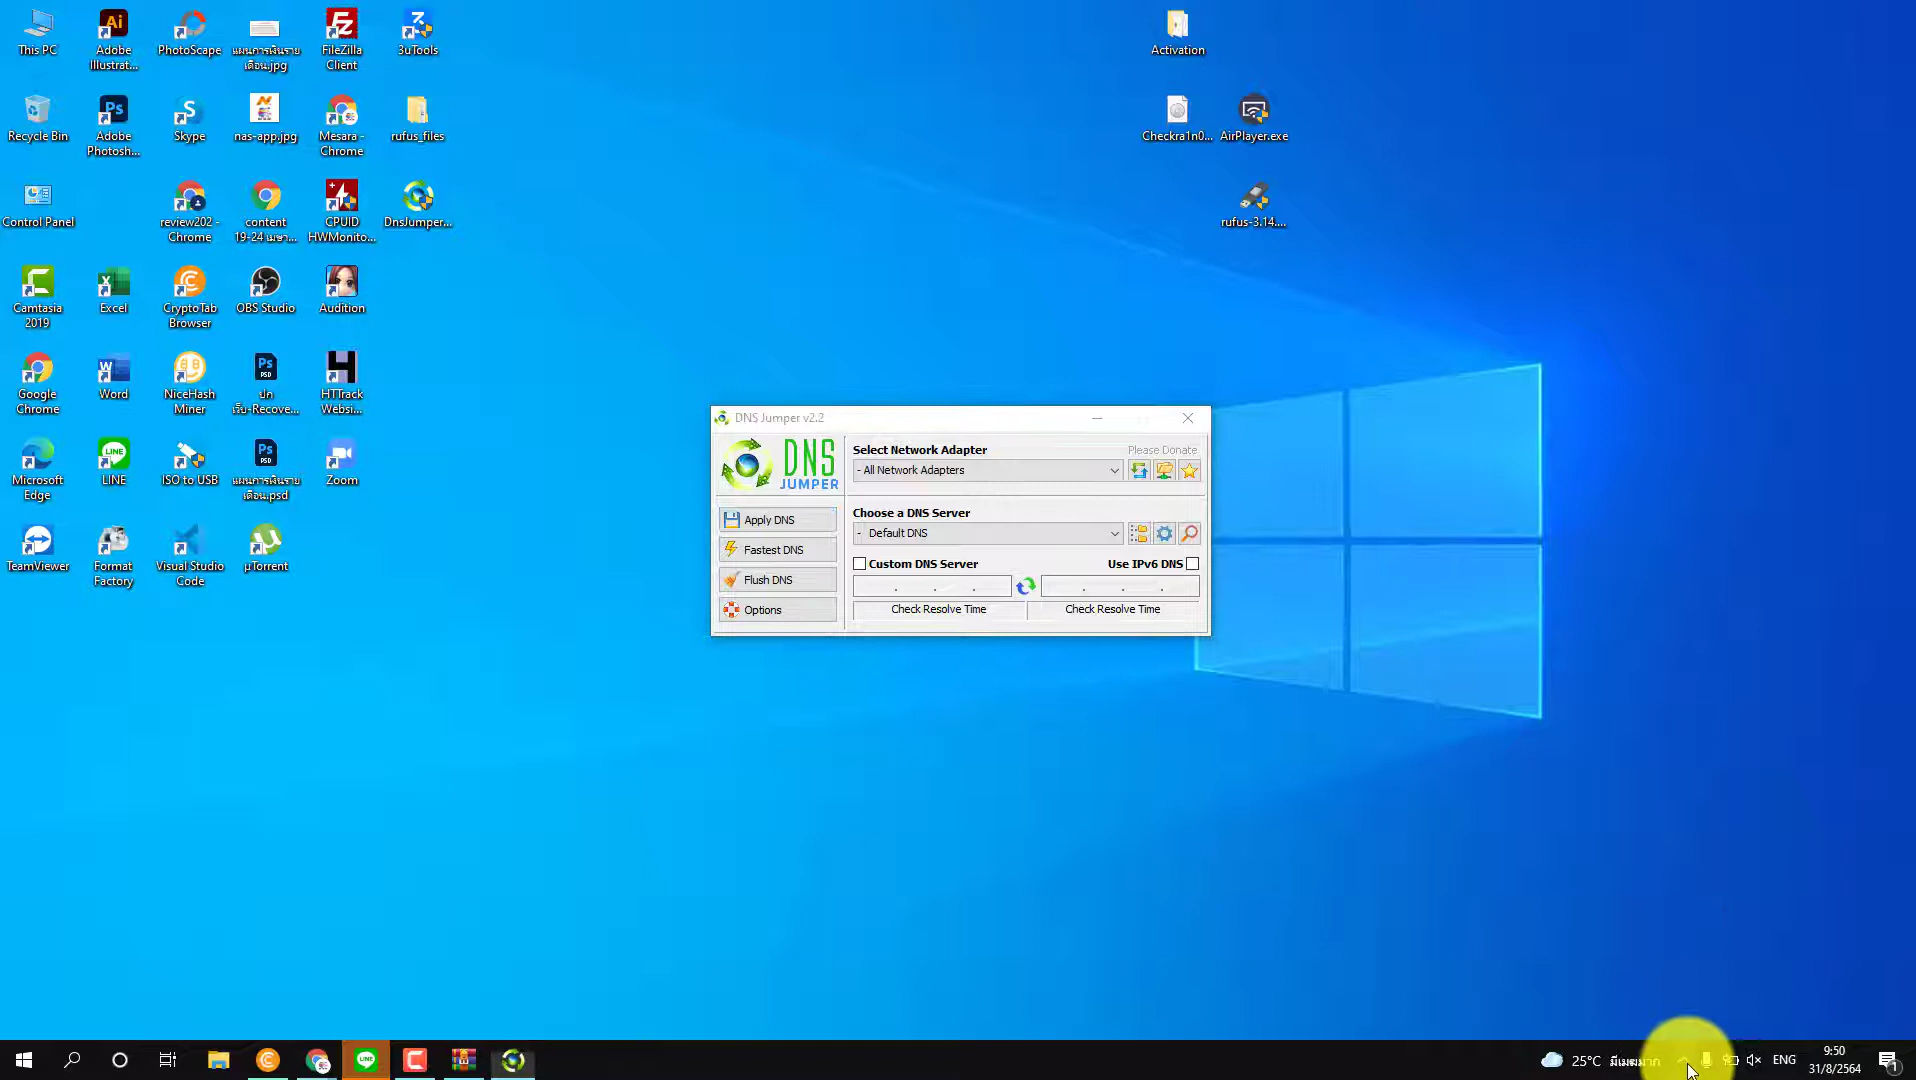 This PC
Adobe
Illustrat...
PhotoScape
แผนการเงินราย
เดือน.jpg
FileZilla
Client
3uTools
Activation
Recycle Bin
Adobe
Photosh...
Skype
nas-app.jpg
Mesara -
Chrome
rufus_files
Checkra1n0...
AirPlayer.exe
Control Panel
review202 -
Chrome
content
19-24 เมษา...
CPUID
HWMonito...
DnsJumper...
rufus-3.14....
Camtasia
2019
Excel
CryptoTab
Browser
OBS Studio
Audition
Google
Chrome
Word
NiceHash
Miner
ปก
เว็บ-Recove...
HTTrack
Websi...
Microsoft
Edge
LINE
ISO to USB
แผนการเงินราย
เดือน.psd
Zoom
TeamViewer
Format
Factory
Visual Studio
Code
µTorrent
DNS Jumper v2.2
DNS
JUMPER
Select Network Adapter
Please Donate
- All Network Adapters
Apply DNS
Fastest DNS
Flush DNS
Options
Choose a DNS Server
- Default DNS
Custom DNS Server
Use IPv6 DNS
Check Resolve Time
Check Resolve Time
25°C มีเมฆมาก
ENG
9:50
31/8/2564
1